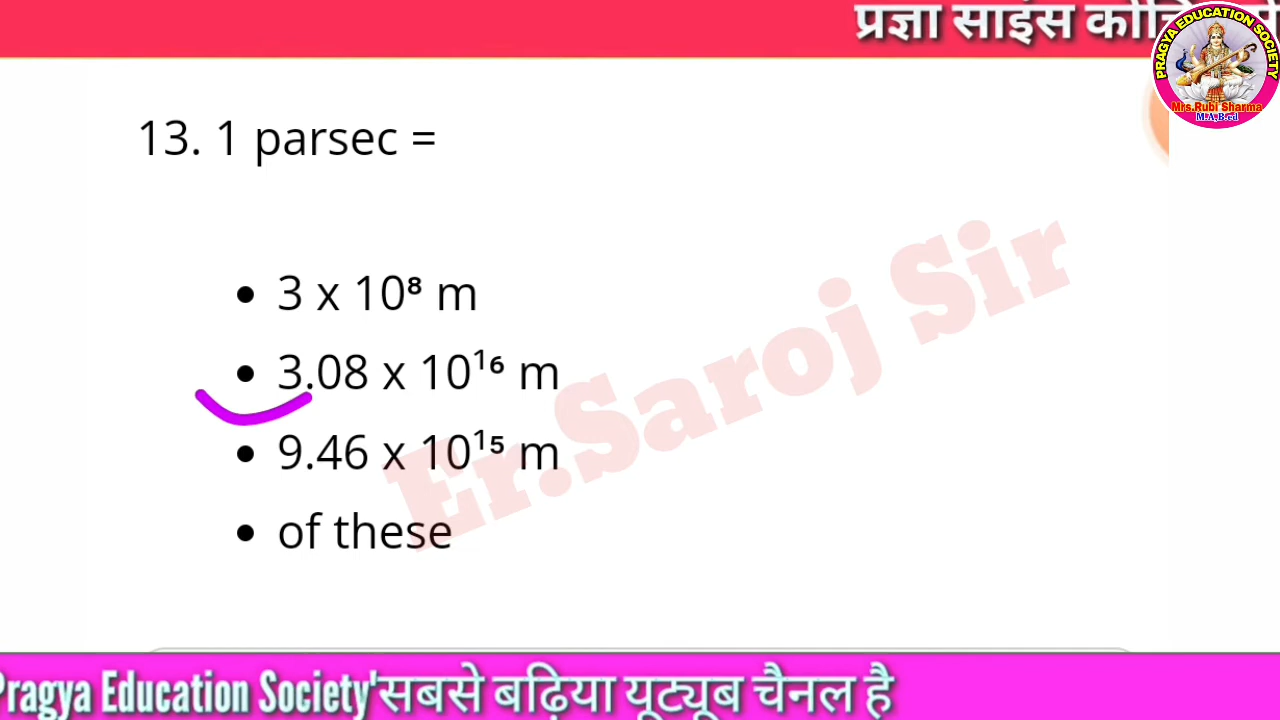 प्रज्ञा साइंस
PRAGYA EDUCATION SOCIETY
Mrs.Rubi Sharma
M.A,B.ed
13. 1 parsec =
• 3 x 10⁸ m
• 3.08 x 10¹⁶ m
• 9.46 x 10¹⁵ m
• of these
Er.Saroj Sir
Pragya Education Society'सबसे बढ़िया यूट्यूब चैनल है